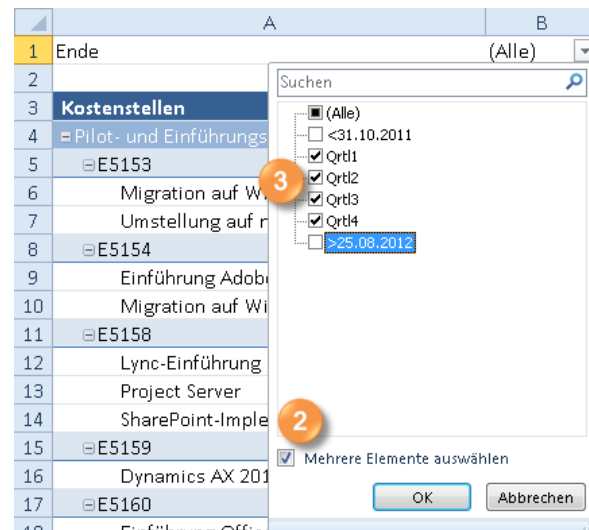 A B
1 Ende (Alle)
2 Suchen
(Alle)
<31.10.2011
Qrtl1
Qrtl2
Qrtl3
Qrtl4
>25.08.2012
3
2
Mehrere Elemente auswählen
OK Abbrechen
3 Kostenstellen
4 Pilot- und Einführungs
5 E5153
6 Migration auf W
7 Umstellung auf
8 E5154
9 Einführung Adob
10 Migration auf Wi
11 E5158
12 Lync-Einführung
13 Project Server
14 SharePoint-Imple
15 E5159
16 Dynamics AX 201
17 E5160
18 Einführung